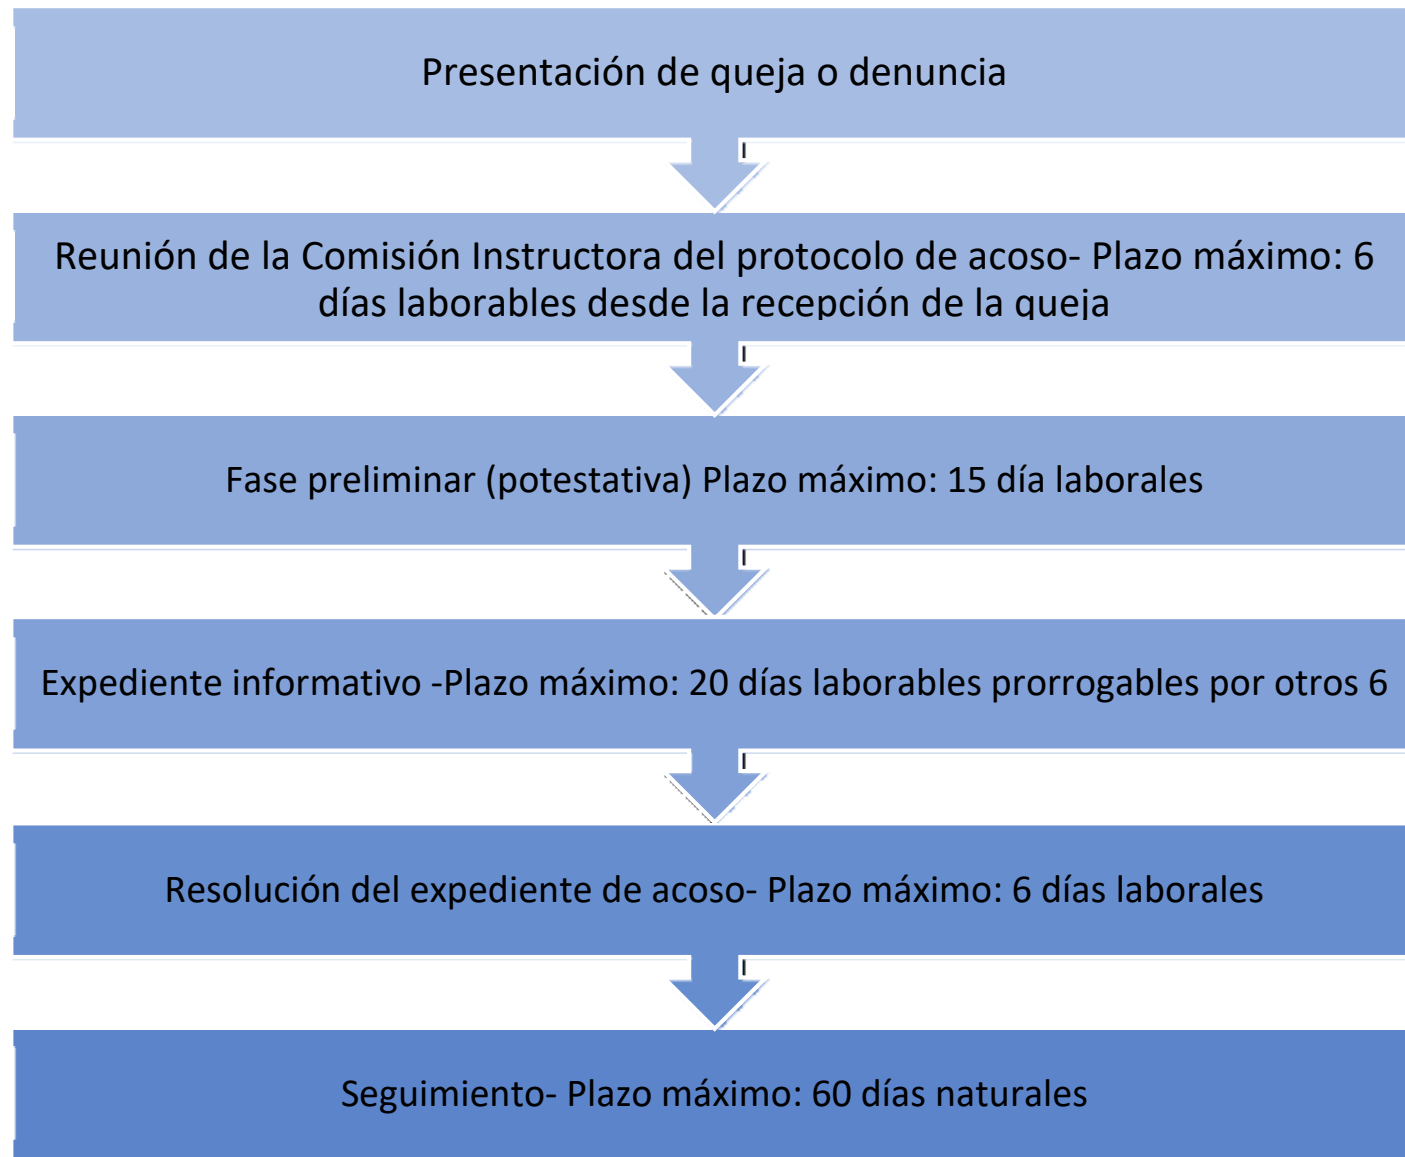 Presentación de queja o denuncia
Reunión de la Comisión Instructora del protocolo de acoso- Plazo máximo: 6
días laborables desde la recepción de la queja
Fase preliminar (potestativa) Plazo máximo: 15 día laborales
Expediente informativo -Plazo máximo: 20 días laborables prorrogables por otros 6
Resolución del expediente de acoso- Plazo máximo: 6 días laborales
Seguimiento- Plazo máximo: 60 días naturales